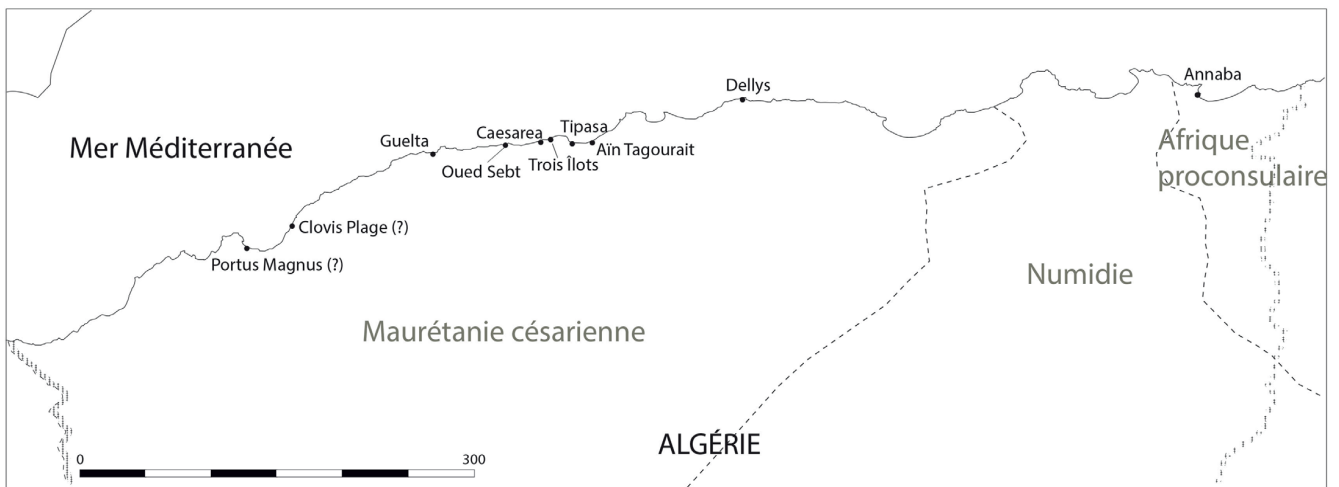 Annaba
Dellys
Tipasa
Caesarea
Guelta
Mer Méditerranée
Aïn Tagourait
Trois Îlots
Oued Sebt
Afrique
proconsulaire
Clovis Plage (?)
Portus Magnus (?)
Numidie
Maurétanie césarienne
ALGÉRIE
0 300